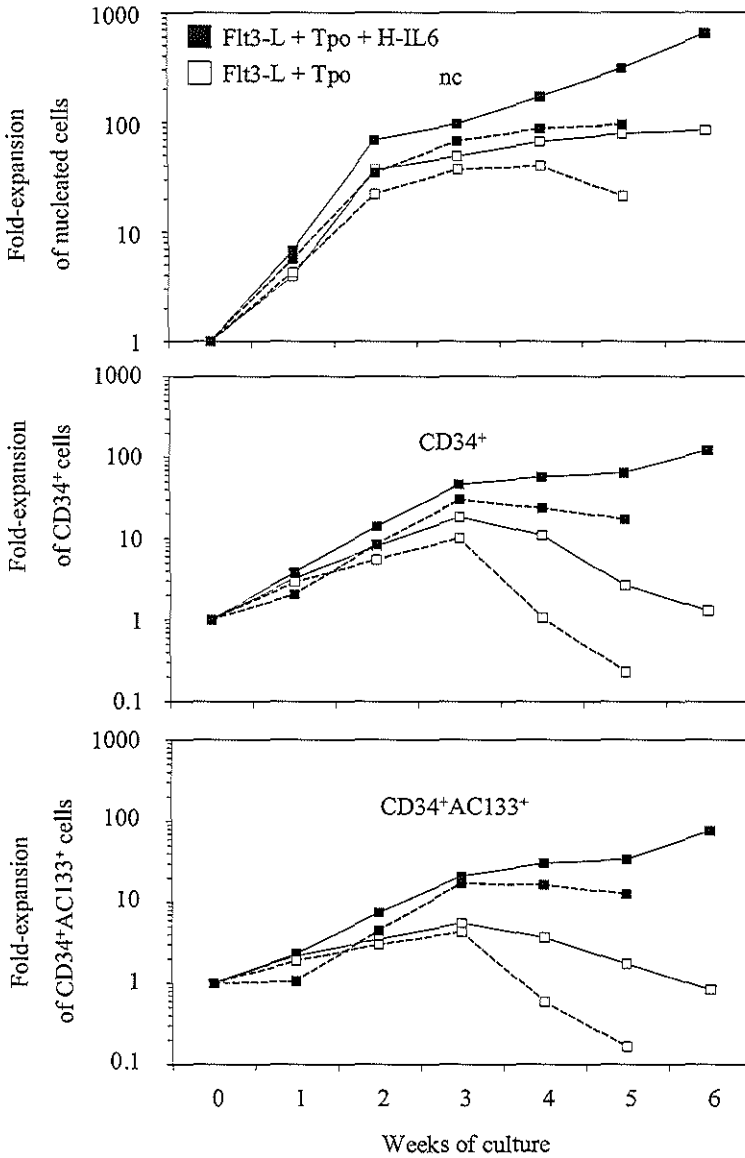 Fold-expansion
of nucleated cells
1000
100
10
1
Flt3-L + Tpo + H-IL6
Flt3-L + Tpo
nc
Fold-expansion
of CD34⁺ cells
1000
100
10
1
0.1
CD34⁺
Fold-expansion
of CD34⁺AC133⁺ cells
1000
100
10
1
0.1
CD34⁺AC133⁺
0 1 2 3 4 5 6
Weeks of culture